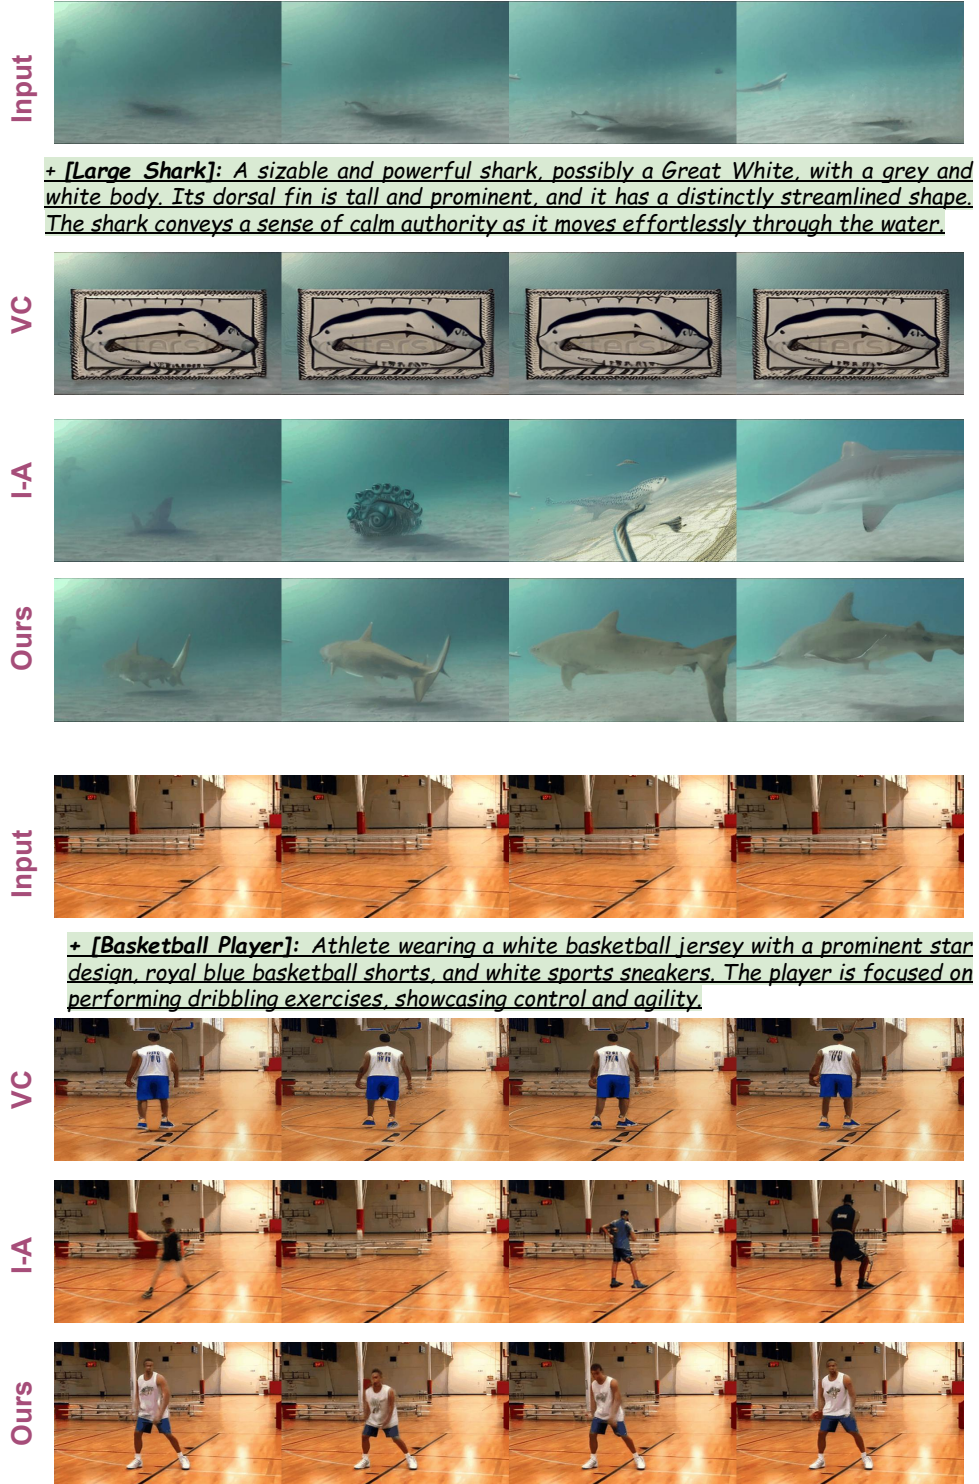 Input
+ [Large Shark]: A sizable and powerful shark, possibly a Great White, with a grey and
white body. Its dorsal fin is tall and prominent, and it has a distinctly streamlined shape.
The shark conveys a sense of calm authority as it moves effortlessly through the water.
VC
I-A
Ours
Input
+ [Basketball Player]: Athlete wearing a white basketball jersey with a prominent star
design, royal blue basketball shorts, and white sports sneakers. The player is focused on
performing dribbling exercises, showcasing control and agility.
VC
I-A
Ours